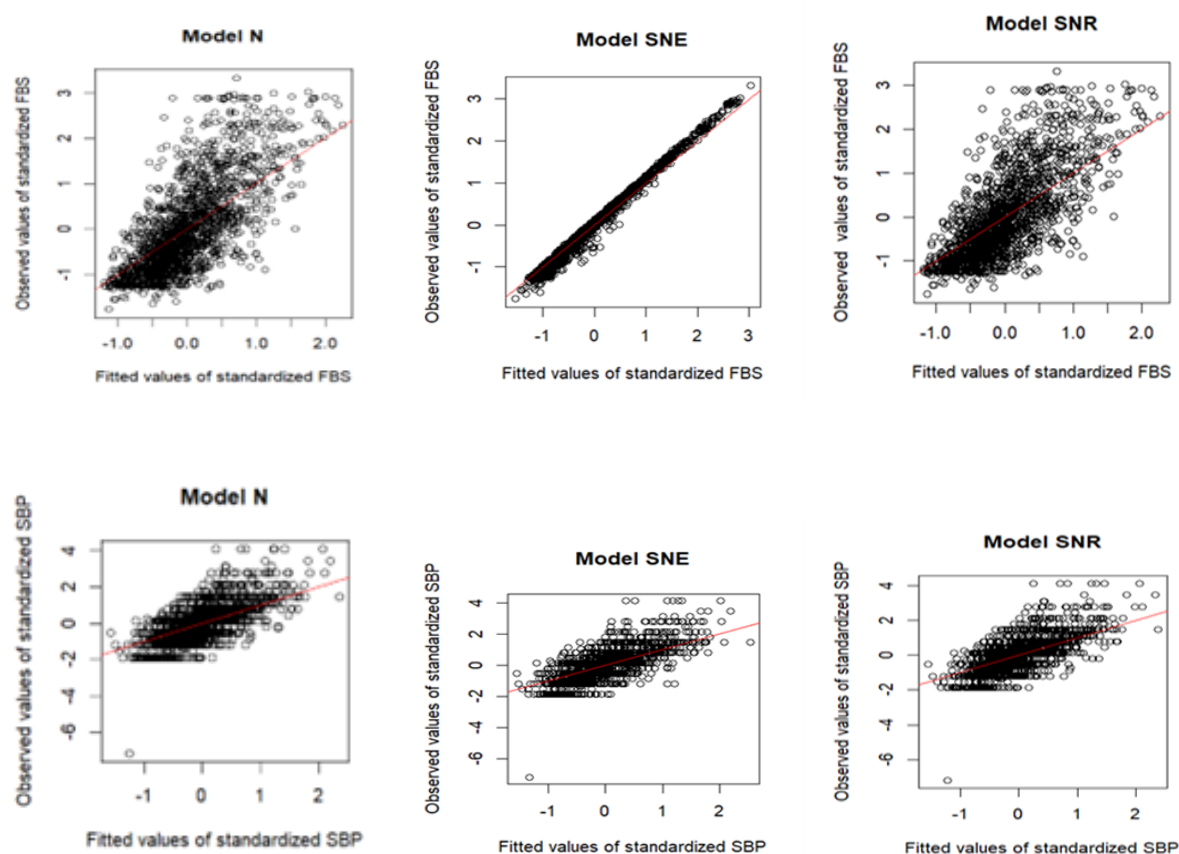 Model N
Observed values of standardized FBS
3
2
1
0
-1
-1.0 0.0 1.0 2.0
Fitted values of standardized FBS
Model SNE
Observed values of standardized FBS
3
2
1
0
-1
-1 0 1 2 3
Fitted values of standardized FBS
Model SNR
Observed values of standardized FBS
3
2
1
0
-1
-1.0 0.0 1.0 2.0
Fitted values of standardized FBS
Model N
Observed values of standardized SBP
4
2
0
-2
-4
-6
-1 0 1 2
Fitted values of standardized SBP
Model SNE
Observed values of standardized SBP
4
2
0
-2
-4
-6
-1 0 1 2
Fitted values of standardized SBP
Model SNR
Observed values of standardized SBP
4
2
0
-2
-4
-6
-1 0 1 2
Fitted values of standardized SBP